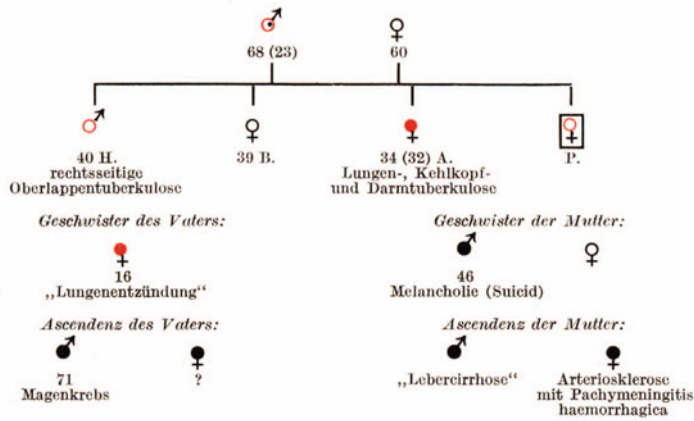 68 (23)
60
40 H.
rechtsseitige
Oberlappentuberkulose
39 B.
34 (32) A.
Lungen-, Kehlkopf-
und Darmtuberkulose
P.
Geschwister des Vaters:
Geschwister der Mutter:
16
„Lungenentzündung“
46
Melancholie (Suicid)
Ascendenz des Vaters:
Ascendenz der Mutter:
71
Magenkrebs
?
„Lebercirrhose“
Arteriosklerose
mit Pachymeningitis
haemorrhagica